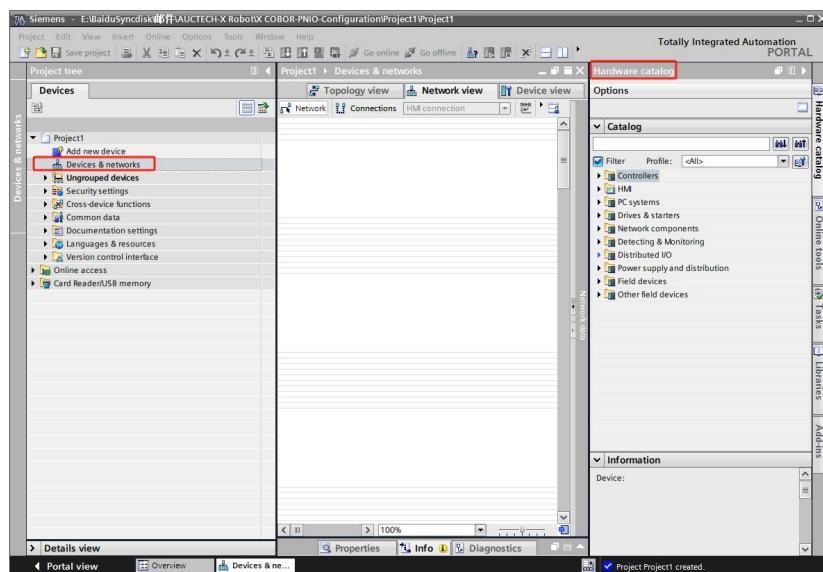 Siemens - E:\BaiduSyncdisk\邮件\AUCTECH-X Robot\X COBOR-PNIO-Configuration\Project1\Project1
Project Edit View Insert Online Options Tools Window Help
Save project
Go online
Go offline
Totally Integrated Automation
PORTAL
Project tree
Devices
Devices & networks
Project1
Add new device
Devices & networks
Ungrouped devices
Security settings
Cross-device functions
Common data
Documentation settings
Languages & resources
Version control interface
Online access
Card Reader/USB memory
Details view
Project1 ▸ Devices & networks
Topology view
Network view
Device view
Network
Connections
HMI connection
Network data
100%
Properties
Info
Diagnostics
Hardware catalog
Options
Catalog
Filter
Profile:
<All>
Controllers
HMI
PC systems
Drives & starters
Network components
Detecting & Monitoring
Distributed I/O
Power supply and distribution
Field devices
Other field devices
Information
Device:
Hardware catalog
Online tools
Tasks
Libraries
Add-ins
Portal view
Overview
Devices & ne...
Project Project1 created.